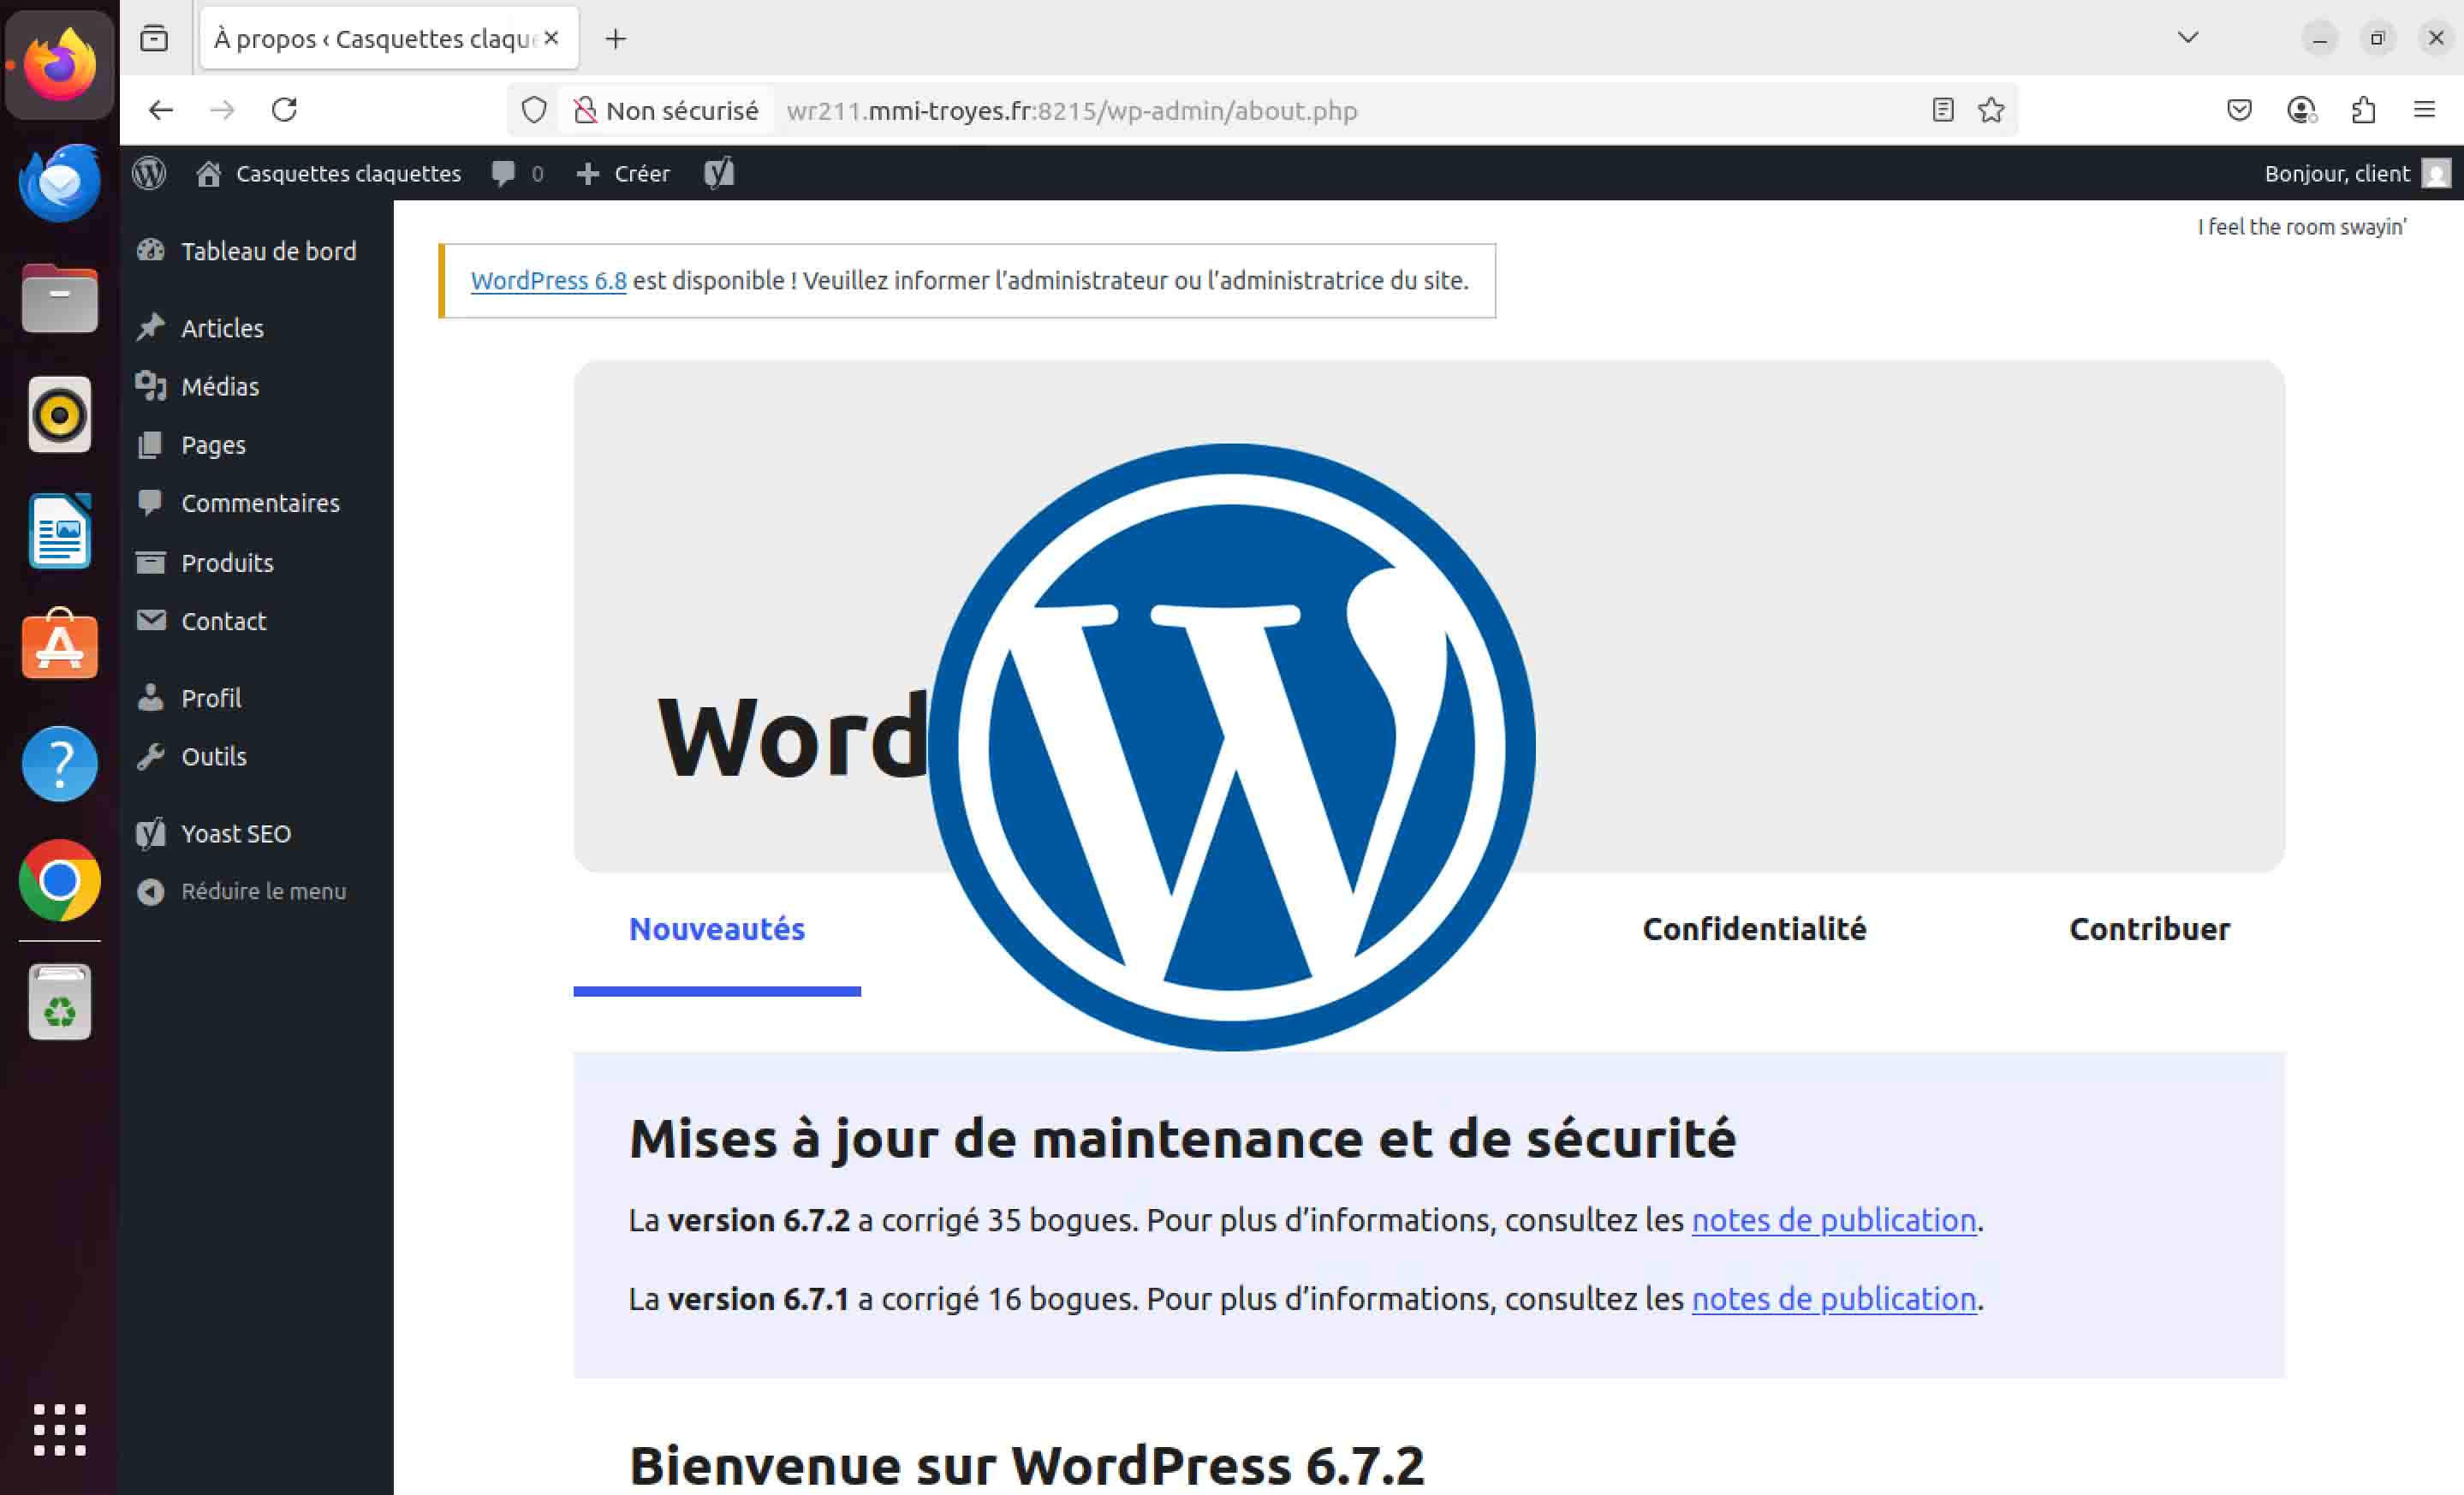 À propos ‹ Casquettes claque
Non sécurisé wr211.mmi-troyes.fr:8215/wp-admin/about.php
Casquettes claquettes 0 Créer
Bonjour, client
I feel the room swayin’
Tableau de bord
Articles
Médias
Pages
Commentaires
Produits
Contact
Profil
Outils
Yoast SEO
Réduire le menu
WordPress 6.8 est disponible ! Veuillez informer l’administrateur ou l’administratrice du site.
Word
Nouveautés
Confidentialité
Contribuer
Mises à jour de maintenance et de sécurité
La version 6.7.2 a corrigé 35 bogues. Pour plus d’informations, consultez les notes de publication.
La version 6.7.1 a corrigé 16 bogues. Pour plus d’informations, consultez les notes de publication.
Bienvenue sur WordPress 6.7.2